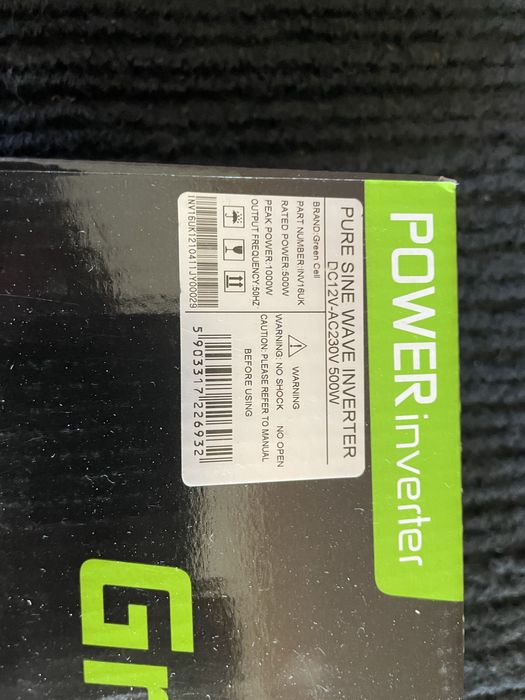 POWER inverter
PURE SINE WAVE INVERTER
DC12V-AC230V 500W
BRAND:Green Cell
PART NUMBER:INV16UK
RATED POWER:500W
PEAK POWER:1000W
OUTPUT FREQUENCY:50HZ
INV16UK1210411JY00029
WARNING
WARNING: NO SHOCK NO OPEN
CAUTION: PLEASE REFER TO MANUAL
BEFORE USING
5 903317 226932
Gr